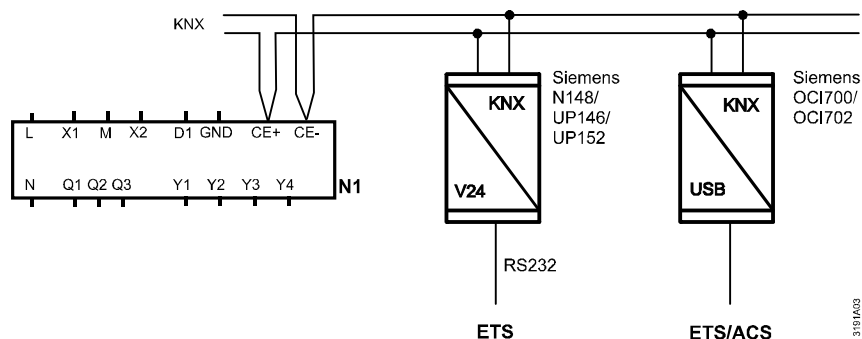 KNX
L X1 M X2 D1 GND CE+ CE-
N Q1 Q2 Q3 Y1 Y2 Y3 Y4
N1
KNX
V24
Siemens
N148/
UP146/
UP152
KNX
USB
Siemens
OCI700/
OCI702
RS232
ETS
ETS/ACS
3191A03